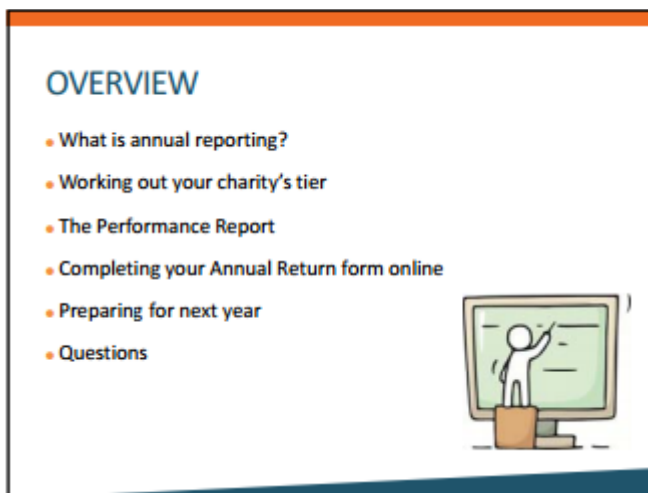 OVERVIEW
• What is annual reporting?
• Working out your charity's tier
• The Performance Report
• Completing your Annual Return form online
• Preparing for next year
• Questions